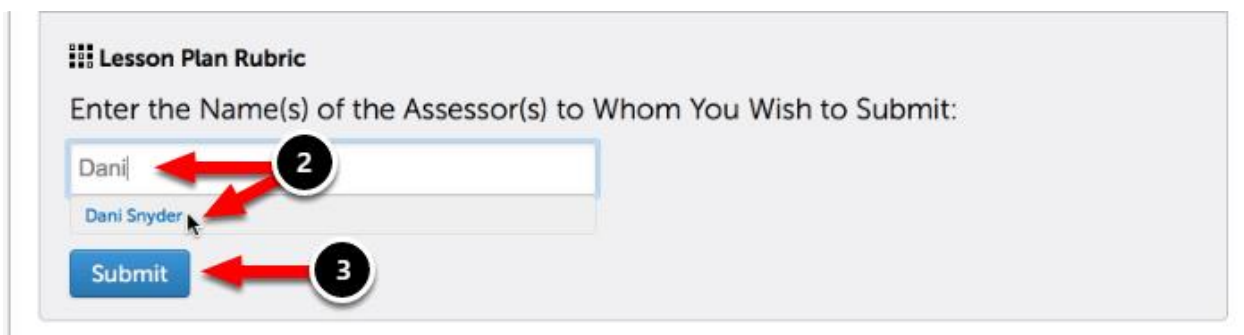 Lesson Plan Rubric
Enter the Name(s) of the Assessor(s) to Whom You Wish to Submit:
Dani
2
Dani Snyder
Submit
3